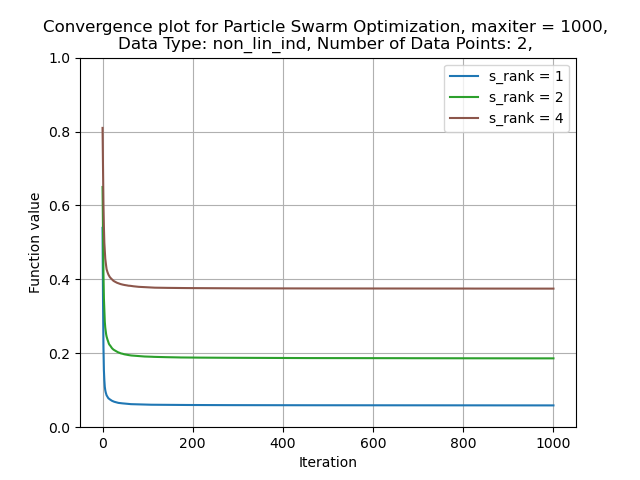 Convergence plot for Particle Swarm Optimization, maxiter = 1000,
Data Type: non_lin_ind, Number of Data Points: 2,
1.0
0.8
0.6
0.4
0.2
0.0
Function value
s_rank = 1
s_rank = 2
s_rank = 4
0 200 400 600 800 1000
Iteration